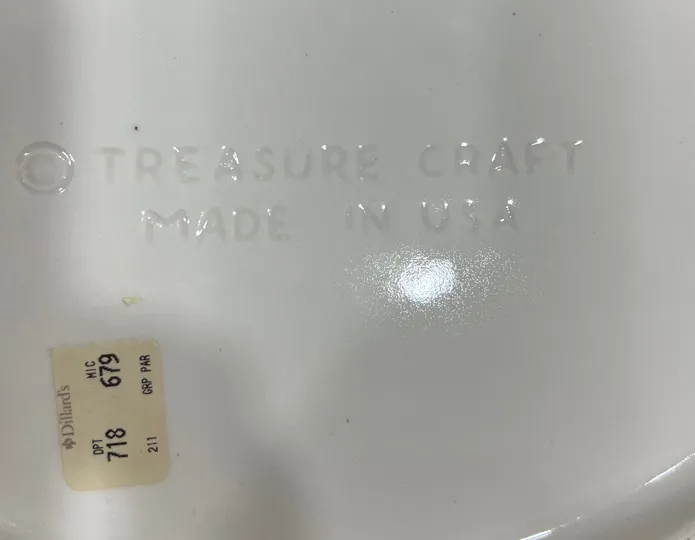 © TREASURE CRAFT
MADE IN USA
Dillard's
DPT MIC
718 679
211 GRP PAR